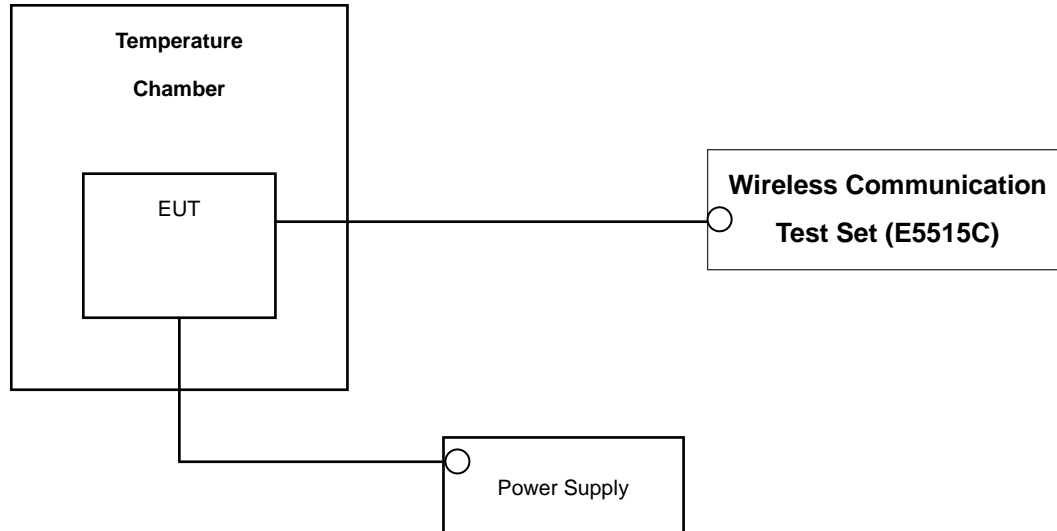 Temperature
Chamber
EUT
Wireless Communication
Test Set (E5515C)
Power Supply